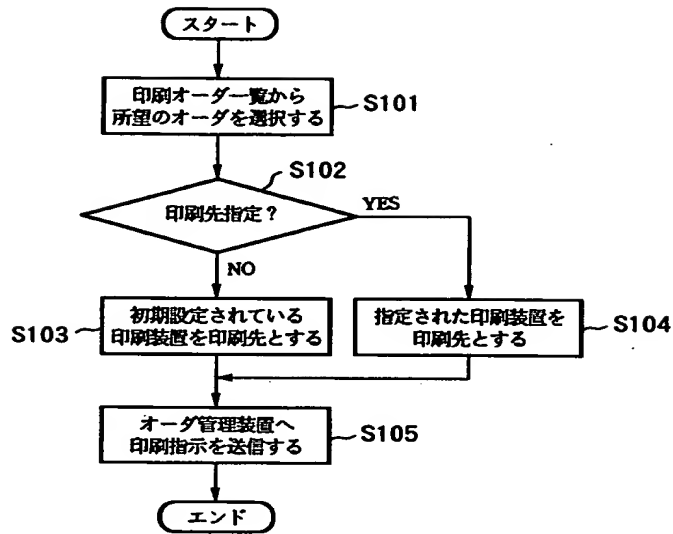 スタート
印刷オーダ一覧から
所望のオーダを選択する
S101
S102
印刷先指定？
YES
NO
初期設定されている
印刷装置を印刷先とする
S103
指定された印刷装置を
印刷先とする
S104
オーダ管理装置へ
印刷指示を送信する
S105
エンド